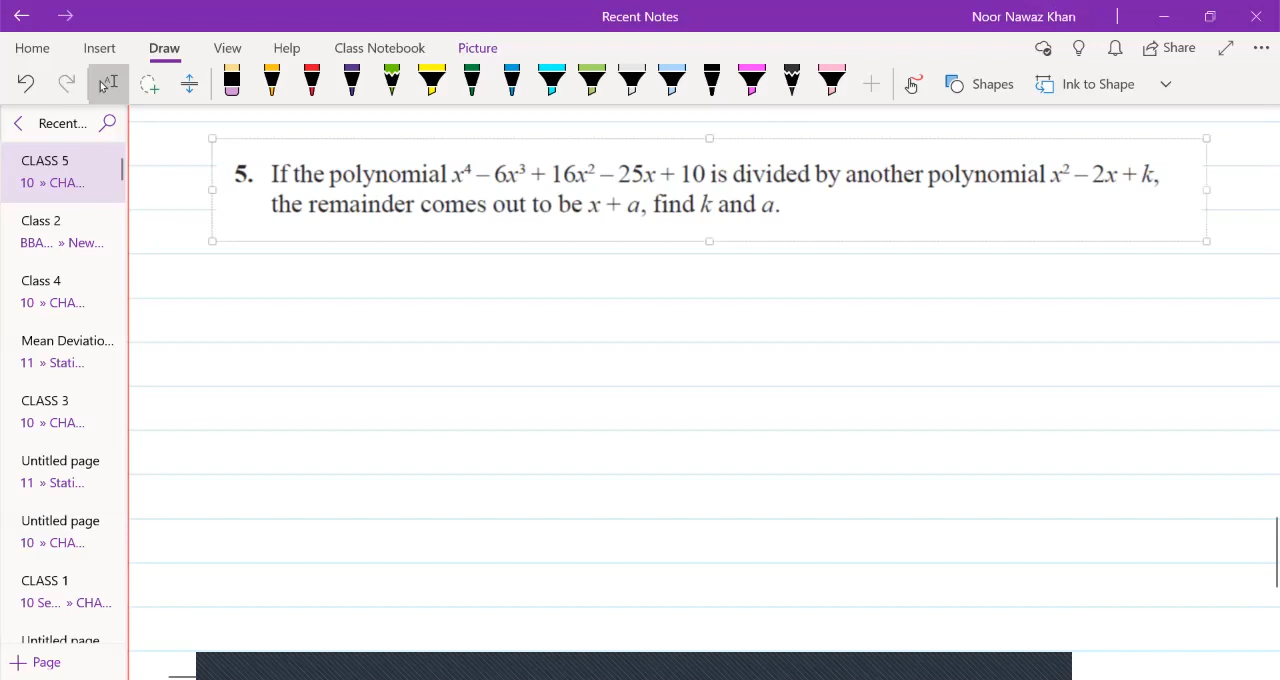 Recent Notes
Noor Nawaz Khan
Home Insert Draw View Help Class Notebook Picture
Share
Shapes
Ink to Shape
Recent...
CLASS 5
10 » CHA...
Class 2
BBA... » New...
Class 4
10 » CHA...
Mean Deviatio...
11 » Stati...
CLASS 3
10 » CHA...
Untitled page
11 » Stati...
Untitled page
10 » CHA...
CLASS 1
10 Se... » CHA...
Untitled page
Page
5. If the polynomial x⁴ – 6x³ + 16x² – 25x + 10 is divided by another polynomial x² – 2x + k,
the remainder comes out to be x + a, find k and a.